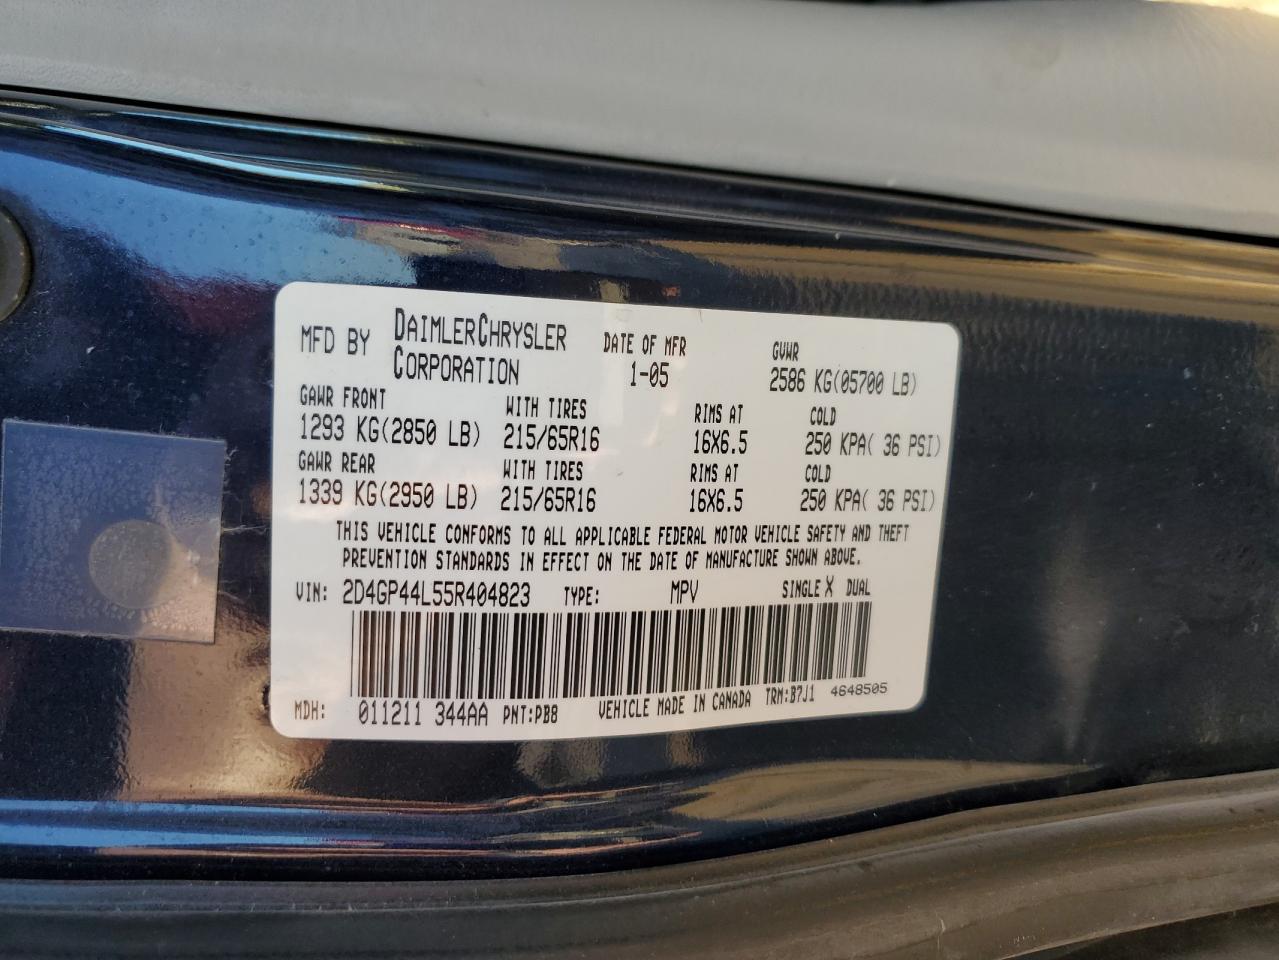 MFD BY DAIMLERCHRYSLER CORPORATION DATE OF MFR 1-05 GVWR 2586 KG(05700 LB)
GAWR FRONT WITH TIRES RIMS AT COLD
1293 KG(2850 LB) 215/65R16 16X6.5 250 KPA( 36 PSI)
GAWR REAR WITH TIRES RIMS AT COLD
1339 KG(2950 LB) 215/65R16 16X6.5 250 KPA( 36 PSI)
THIS VEHICLE CONFORMS TO ALL APPLICABLE FEDERAL MOTOR VEHICLE SAFETY AND THEFT
PREVENTION STANDARDS IN EFFECT ON THE DATE OF MANUFACTURE SHOWN ABOVE.
VIN: 2D4GP44L55R404823 TYPE: MPV SINGLE X DUAL
MDH: 011211 344AA PNT:PB8 VEHICLE MADE IN CANADA TRM:B7J1 4648505